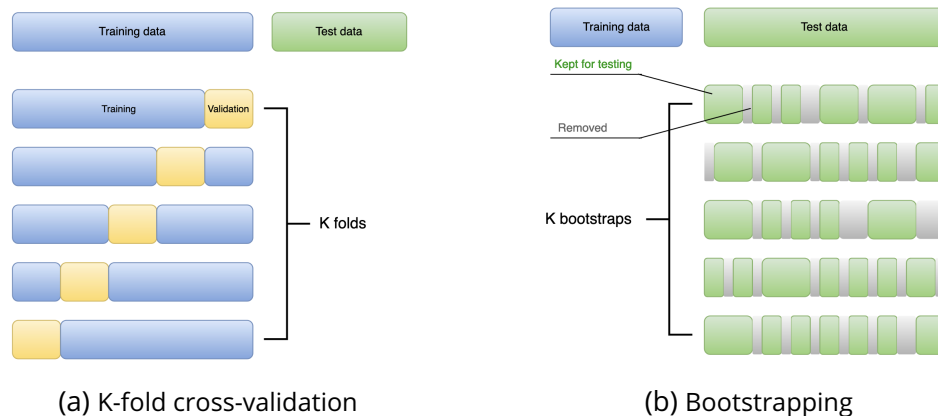 Training data
Test data
Training
Validation
K folds
(a) K-fold cross-validation
Training data
Test data
Kept for testing
Removed
K bootstraps
(b) Bootstrapping